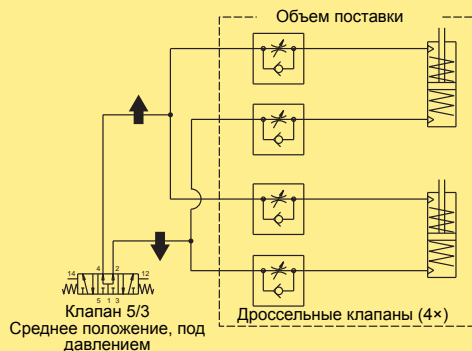 Объем поставки
4 2
14 12
5 1 3
Клапан 5/3
Среднее положение, под
давлением
Дроссельные клапаны (4×)